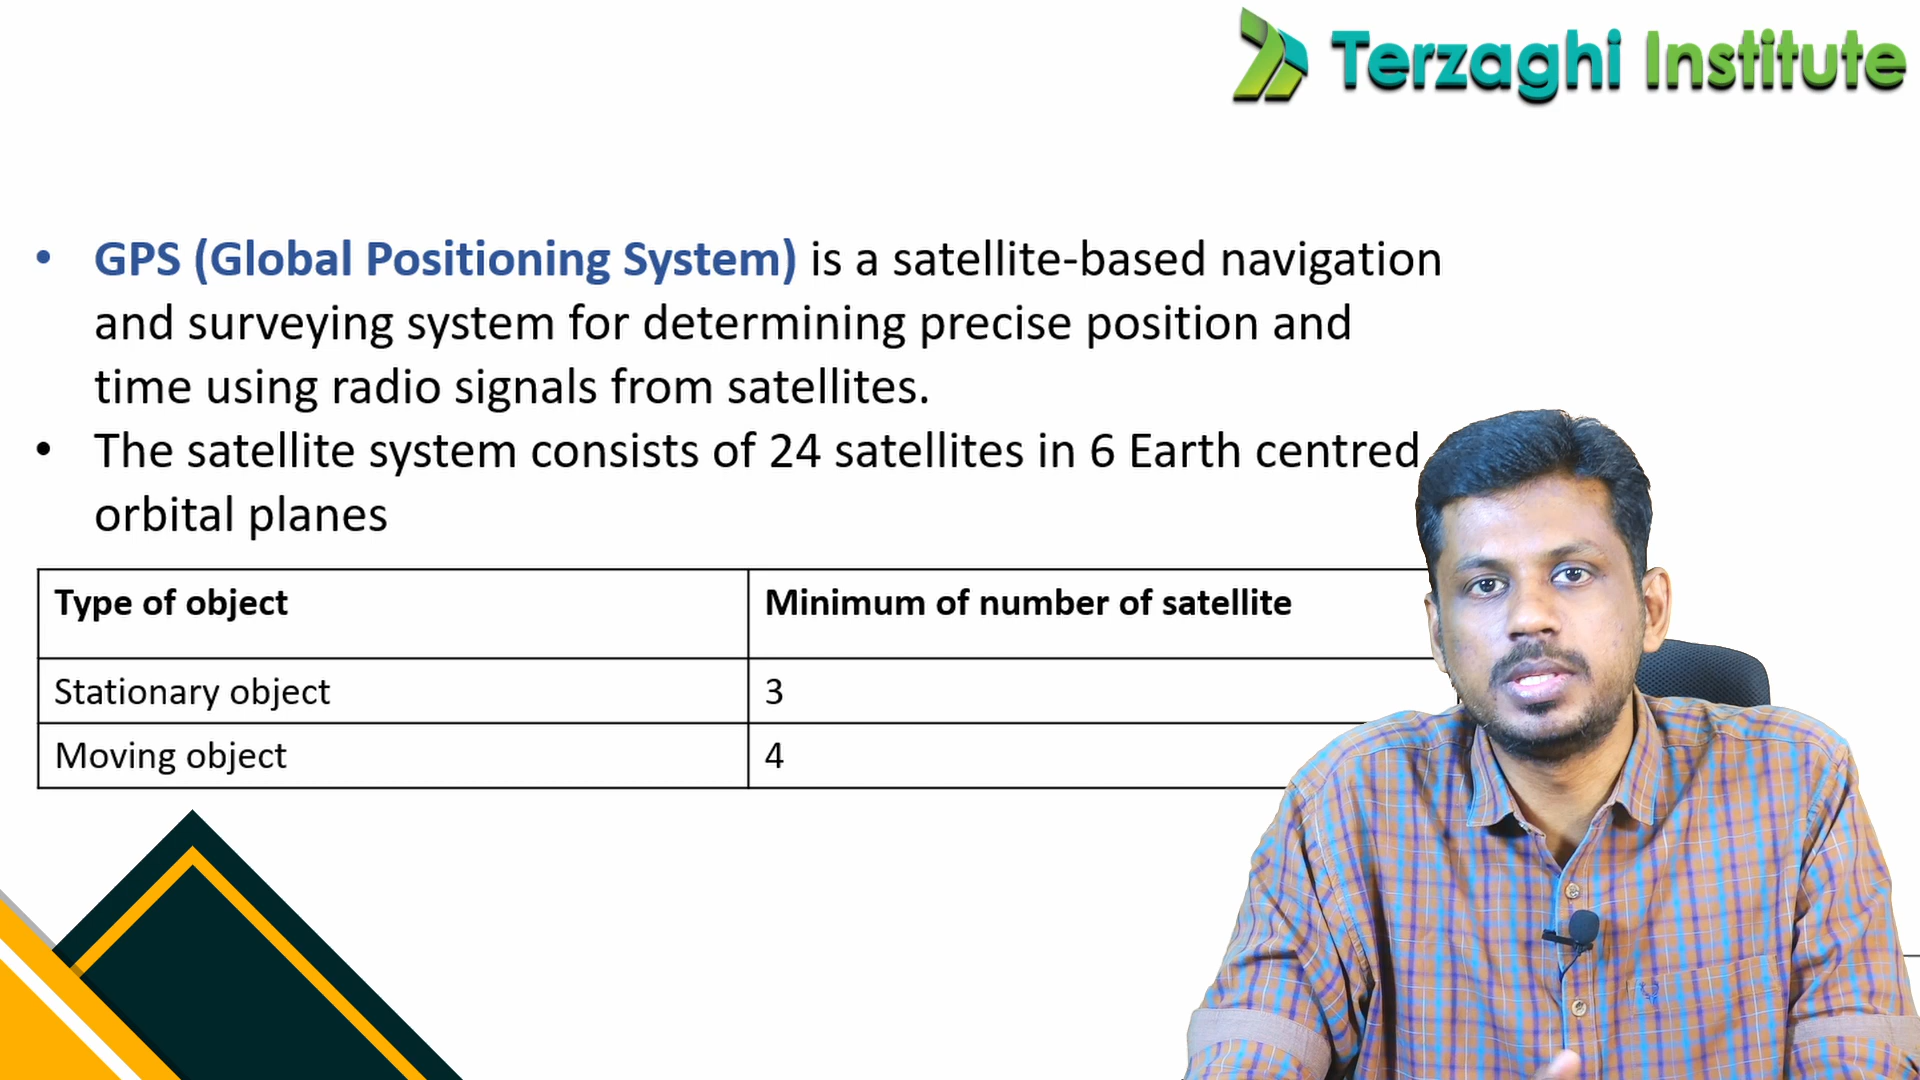 Terzaghi Institute
• GPS (Global Positioning System) is a satellite-based navigation
and surveying system for determining precise position and
time using radio signals from satellites.
• The satellite system consists of 24 satellites in 6 Earth centred
orbital planes
Type of object Minimum of number of satellite
Stationary object 3
Moving object 4